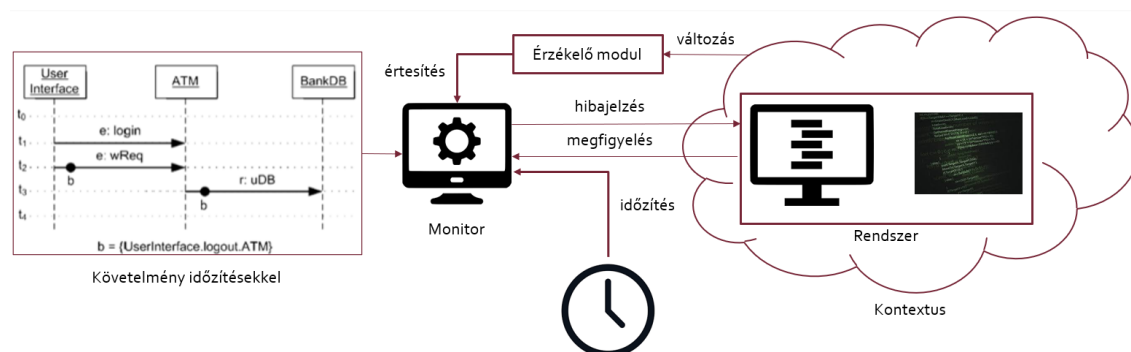 User
Interface
ATM
BankDB
t0
t1
t2
t3
t4
e: login
e: wReq
b
r: uDB
b
b = {UserInterface.logout.ATM}
Követelmény időzítésekkel
értesítés
Érzékelő modul
változás
hibajelzés
megfigyelés
időzítés
Monitor
Rendszer
Kontextus